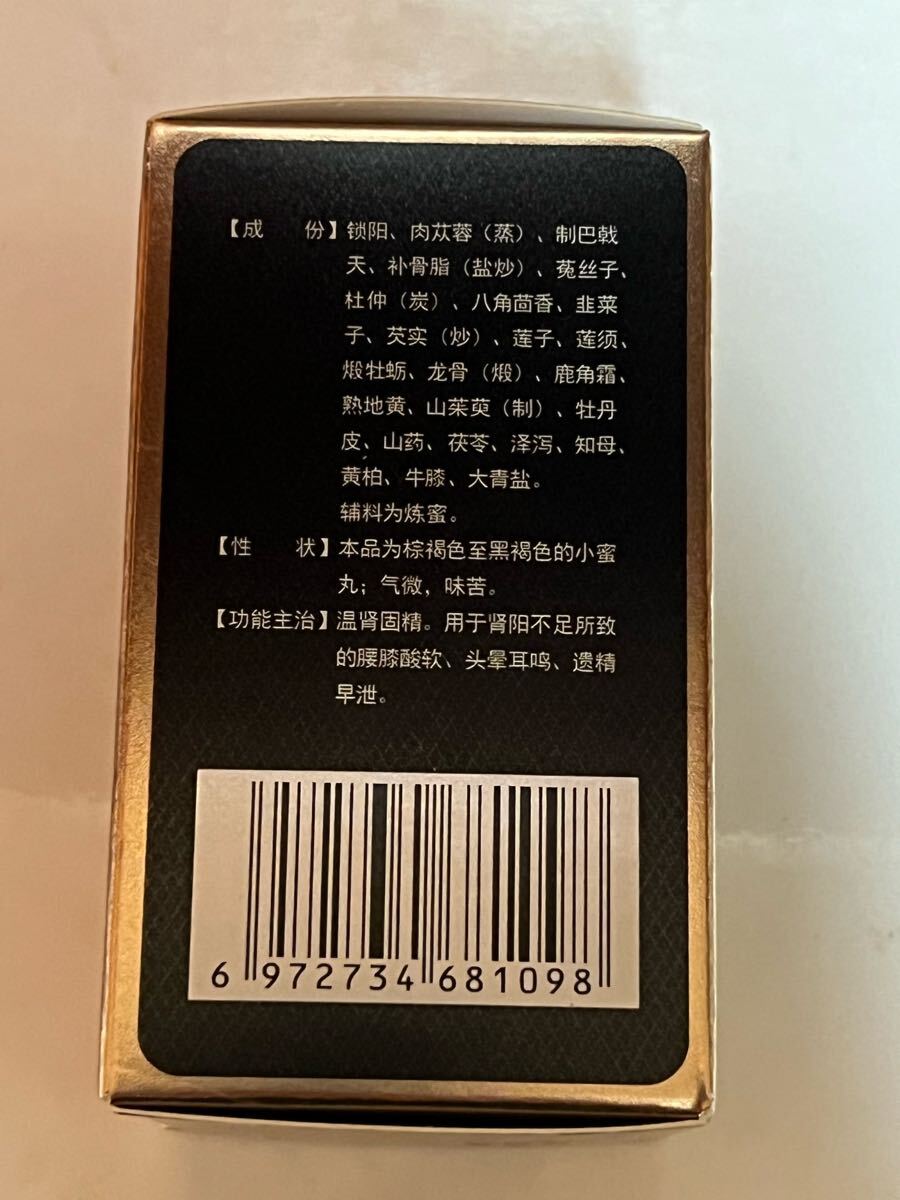 【成　份】锁阳、肉苁蓉（蒸）、制巴戟
天、补骨脂（盐炒）、菟丝子、
杜仲（炭）、八角茴香、韭菜
子、芡实（炒）、莲子、莲须、
煅牡蛎、龙骨（煅）、鹿角霜、
熟地黄、山茱萸（制）、牡丹
皮、山药、茯苓、泽泻、知母、
黄柏、牛膝、大青盐。
辅料为炼蜜。
【性　状】本品为棕褐色至黑褐色的小蜜
丸；气微，味苦。
【功能主治】温肾固精。用于肾阳不足所致
的腰膝酸软、头晕耳鸣、遗精
早泄。
6 972734 681098